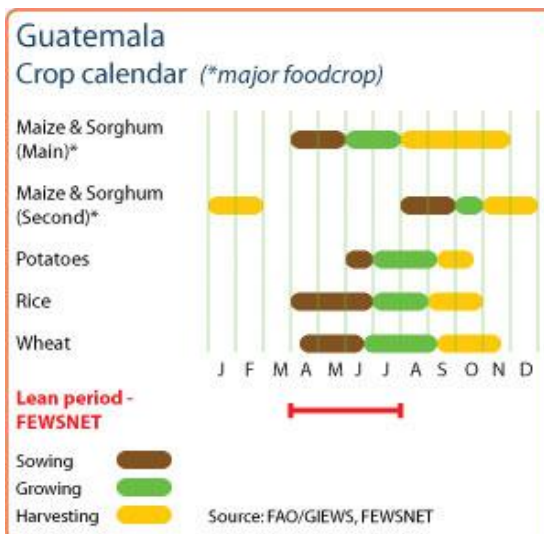 Guatemala
Crop calendar (*major foodcrop)
Maize & Sorghum
(Main)*
Maize & Sorghum
(Second)*
Potatoes
Rice
Wheat
J F M A M J J A S O N D
Lean period -
FEWSNET
Sowing
Growing
Harvesting
Source: FAO/GIEWS, FEWSNET